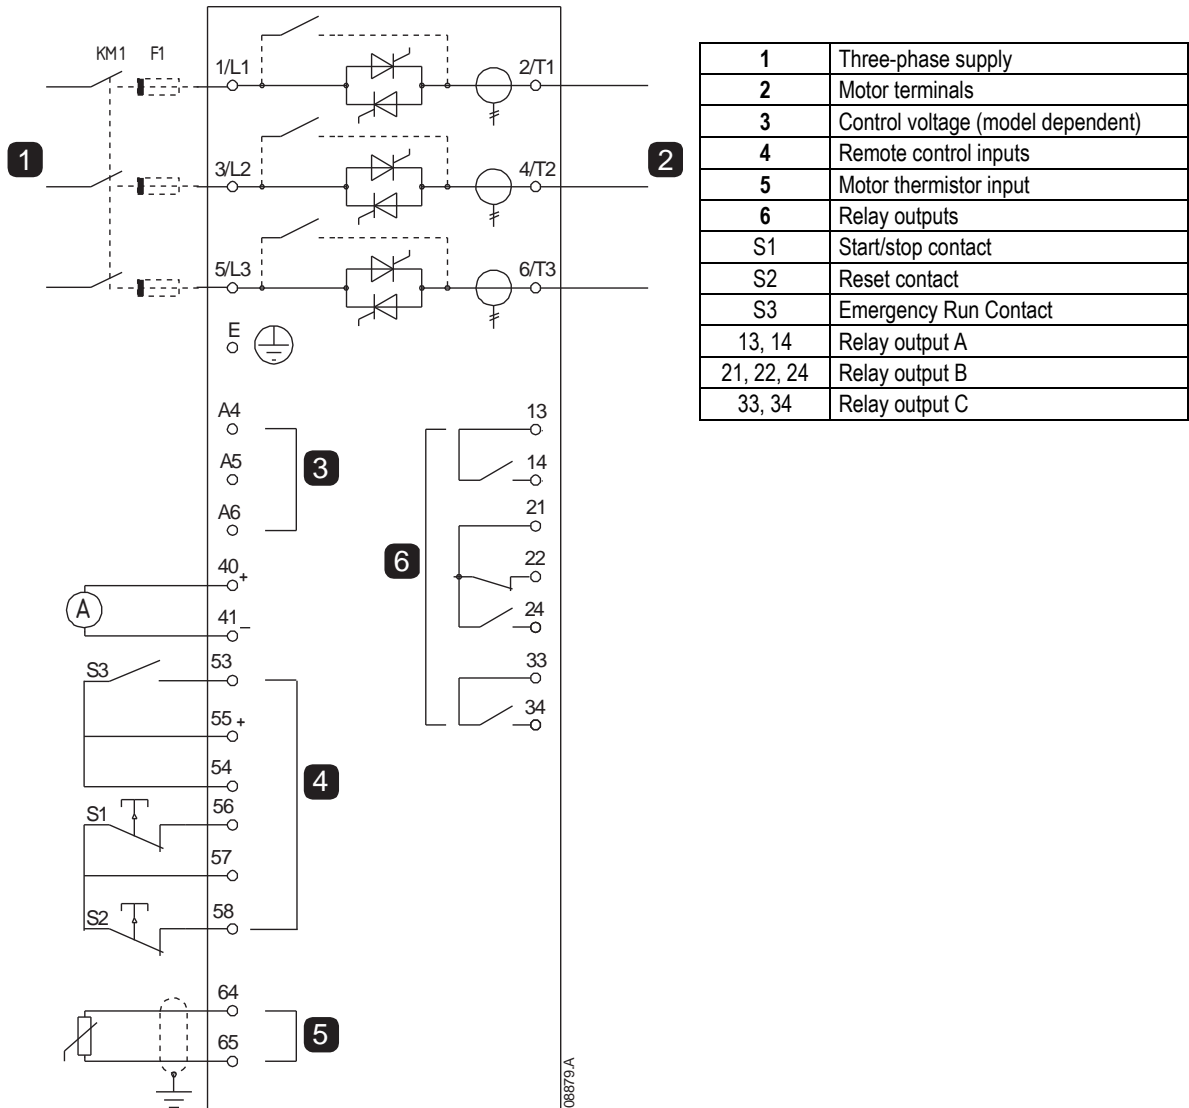 KM1 F1
1/L1
2/T1
3/L2
4/T2
5/L3
6/T3
1
2
E
A4
A5
A6
3
40 +
A
41 –
S3
53
55 +
54
S1
56
57
S2
58
4
64
65
5
13
14
21
22
24
33
34
6
08879.A
1 Three-phase supply
2 Motor terminals
3 Control voltage (model dependent)
4 Remote control inputs
5 Motor thermistor input
6 Relay outputs
S1 Start/stop contact
S2 Reset contact
S3 Emergency Run Contact
13, 14 Relay output A
21, 22, 24 Relay output B
33, 34 Relay output C